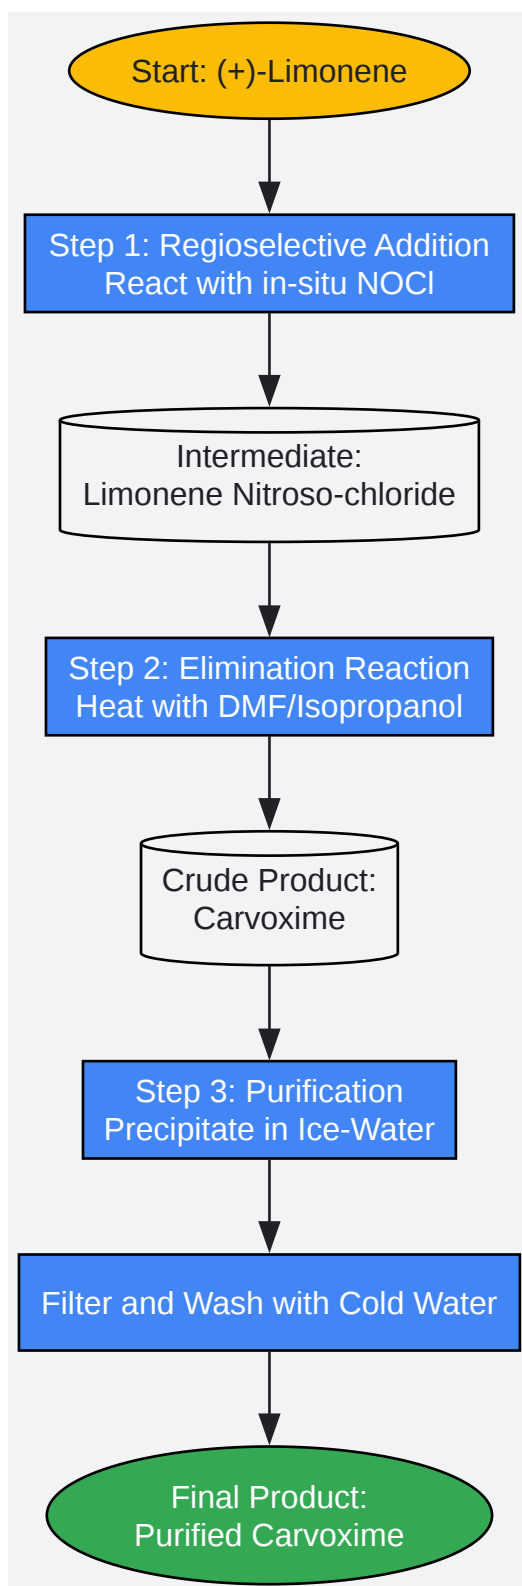 Start: (+)-Limonene
Step 1: Regioselective Addition
React with in-situ NOCl
Intermediate:
Limonene Nitroso-chloride
Step 2: Elimination Reaction
Heat with DMF/Isopropanol
Crude Product:
Carvoxime
Step 3: Purification
Precipitate in Ice-Water
Filter and Wash with Cold Water
Final Product:
Purified Carvoxime